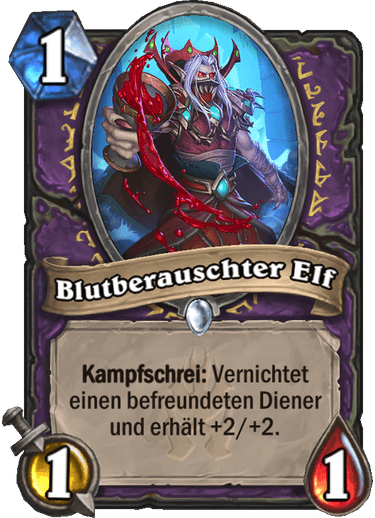 1
Blutberauschter Elf
Kampfschrei: Vernichtet
einen befreundeten Diener
und erhält +2/+2.
1
1